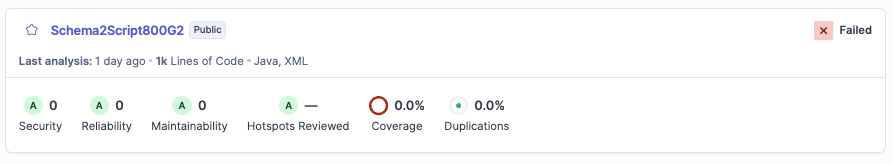 Schema2Script800G2 Public Failed
Last analysis: 1 day ago • 1k Lines of Code • Java, XML
A 0 A 0 A 0 A — 0.0% 0.0%
Security Reliability Maintainability Hotspots Reviewed Coverage Duplications